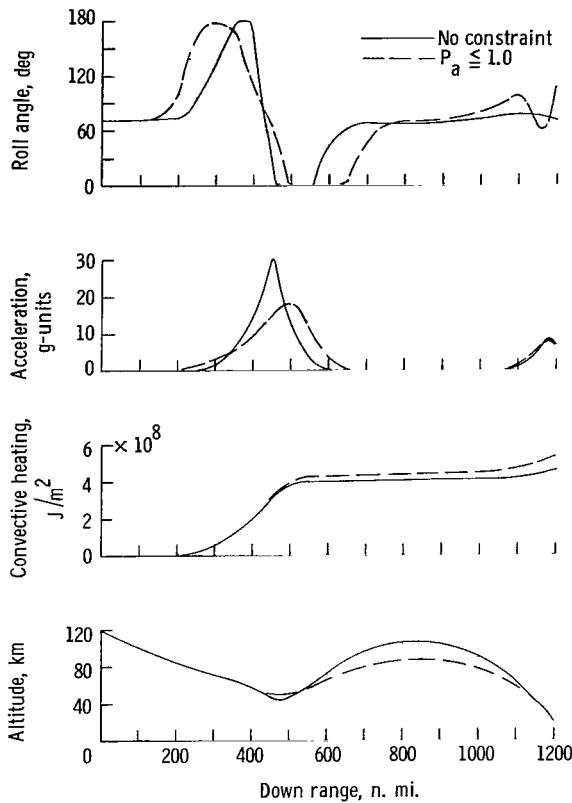 180
120
60
0
Roll angle, deg
No constraint
P_a ≦ 1.0
30
20
10
0
Acceleration,
g-units
6
4
2
0
× 10^8
Convective heating,
J/m^2
120
80
40
Altitude, km
0 200 400 600 800 1000 1200
Down range, n. mi.